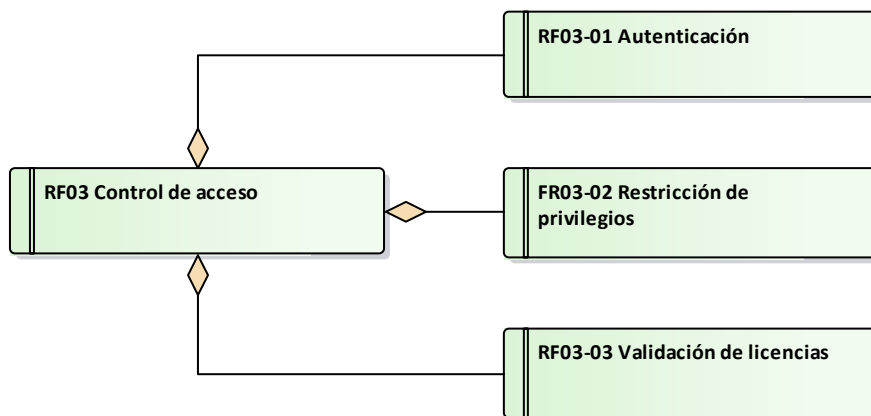 RF03-01 Autenticación
RF03 Control de acceso
FR03-02 Restricción de
privilegios
RF03-03 Validación de licencias